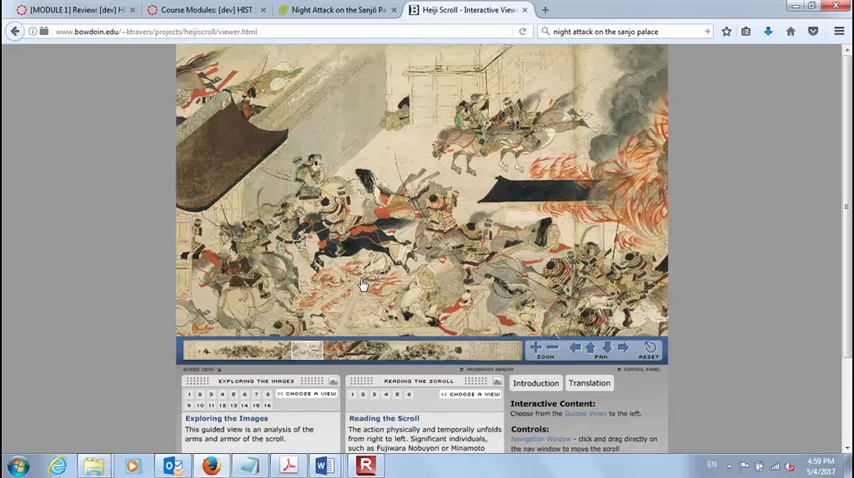 [MODULE 1] Review: [dev] H
Course Modules: [dev] HIST
Night Attack on the Sanjô Pa
Heiji Scroll - Interactive View
www.bowdoin.edu/~ktravers/projects/heijiscroll/viewer.html
night attack on the sanjo palace
ZOOM
PAN
RESET
GUIDED VIEWS
NAVIGATION WINDOW
CONTROL PANEL
EXPLORING THE IMAGES
1 2 3 4 5 6 7 8
<< CHOOSE A VIEW
9 10 11 12 13 14 15 16
Exploring the Images
This guided view is an analysis of the
arms and armor of the scroll.
READING THE SCROLL
1 2 3 4 5 6
<< CHOOSE A VIEW
Reading the Scroll
The action physically and temporally unfolds
from right to left. Significant individuals,
such as Fujiwara Nobuyori or Minamoto
Introduction
Translation
Interactive Content:
Choose from the Guided Views to the left.
Controls:
Navigation Window - click and drag directly on
the nav window to move the scroll
EN
4:59 PM
5/4/2017